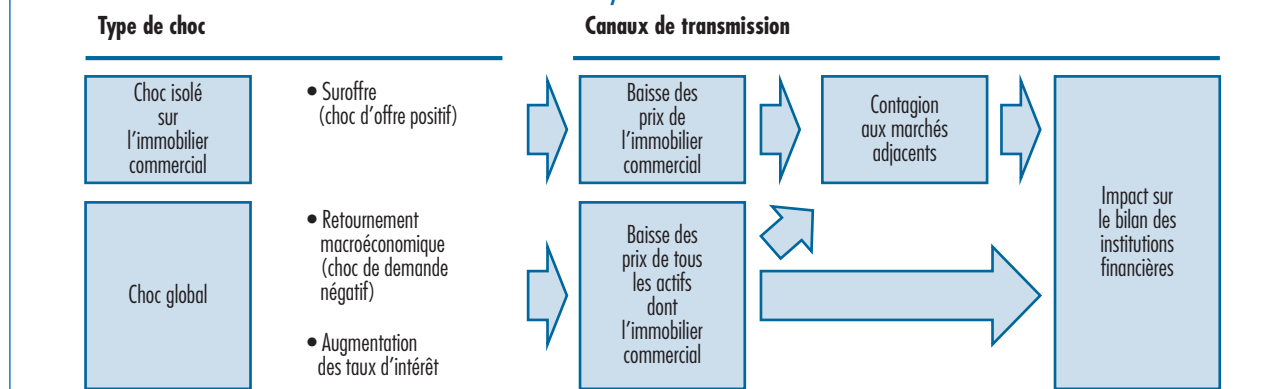 Type de choc
Canaux de transmission
Choc isolé
sur
l'immobilier
commercial
• Suroffre
(choc d'offre positif)
Baisse des
prix de
l'immobilier
commercial
Contagion
aux marchés
adjacents
Impact sur
le bilan des
institutions
financières
Choc global
• Retournement
macroéconomique
(choc de demande
négatif)
• Augmentation
des taux d'intérêt
Baisse des
prix de tous
les actifs
dont
l'immobilier
commercial